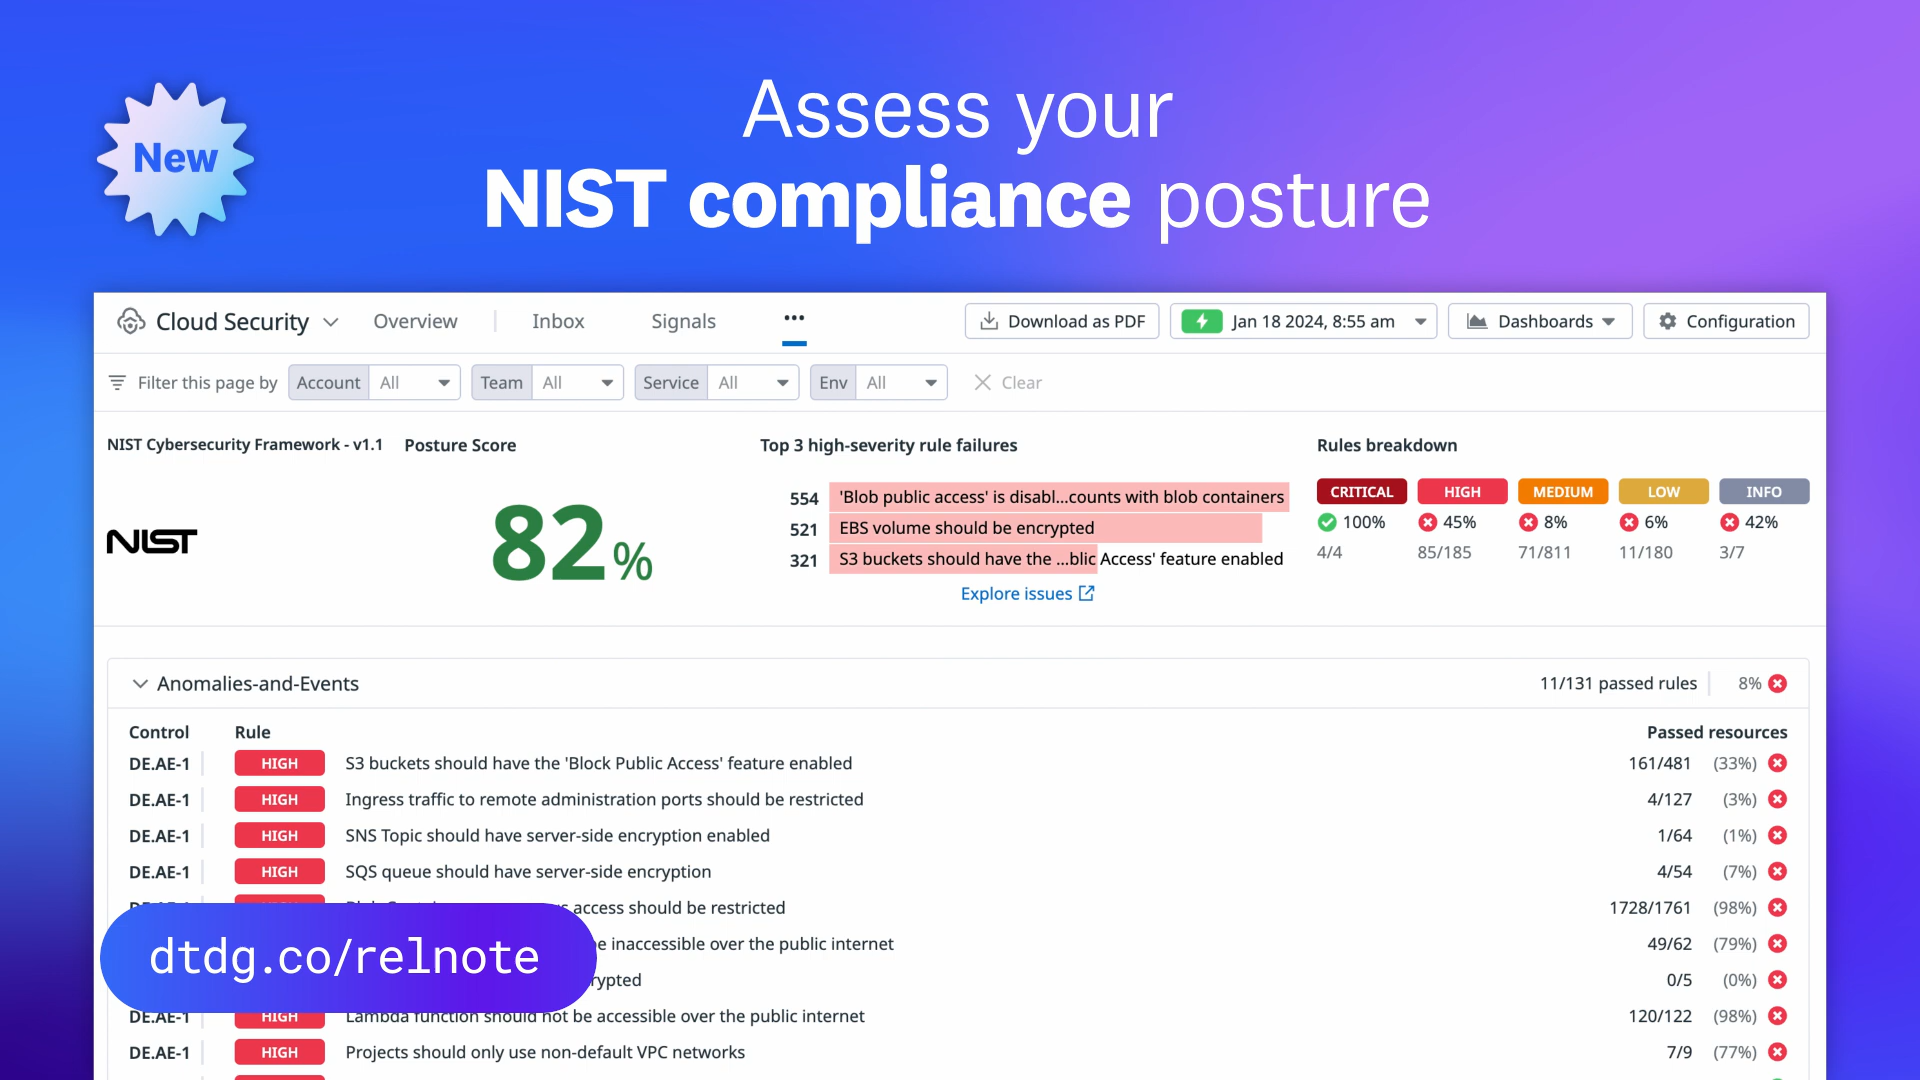 New
Assess your
NIST compliance posture
Cloud Security Overview Inbox Signals ••• Download as PDF Jan 18 2024, 8:55 am Dashboards Configuration
Filter this page by Account All Team All Service All Env All Clear
NIST Cybersecurity Framework - v1.1 Posture Score Top 3 high-severity rule failures Rules breakdown
NIST
82%
554 'Blob public access' is disabl...counts with blob containers
521 EBS volume should be encrypted
321 S3 buckets should have the ...blic Access' feature enabled
Explore issues
CRITICAL HIGH MEDIUM LOW INFO
100% 45% 8% 6% 42%
4/4 85/185 71/811 11/180 3/7
Anomalies-and-Events 11/131 passed rules 8%
Control Rule Passed resources
DE.AE-1 HIGH S3 buckets should have the 'Block Public Access' feature enabled 161/481 (33%)
DE.AE-1 HIGH Ingress traffic to remote administration ports should be restricted 4/127 (3%)
DE.AE-1 HIGH SNS Topic should have server-side encryption enabled 1/64 (1%)
DE.AE-1 HIGH SQS queue should have server-side encryption 4/54 (7%)
access should be restricted 1728/1761 (98%)
inaccessible over the public internet 49/62 (79%)
0/5 (0%)
dtdg.co/relnote
DE.AE-1 HIGH Lambda function should not be accessible over the public internet 120/122 (98%)
DE.AE-1 HIGH Projects should only use non-default VPC networks 7/9 (77%)